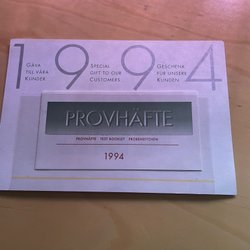 1994
GÅVA
TILL VÅRA
KUNDER
SPECIAL
GIFT TO OUR
CUSTOMERS
GESCHENK
FÜR UNSERE
KUNDEN
PROVHÄFTE
PROVHÄFTE · TEST BOOKLET · PROBEHEFTCHEN
1994